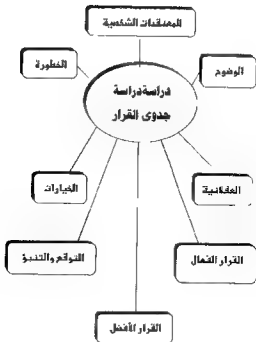 المعتقدات الشخصية
الوضوح
الخطورة
دراسة دراسة
جدوى القرار
العقلانية
الخيارات
القرار الفعال
التوقع والتنبؤ
القرار الأفضل